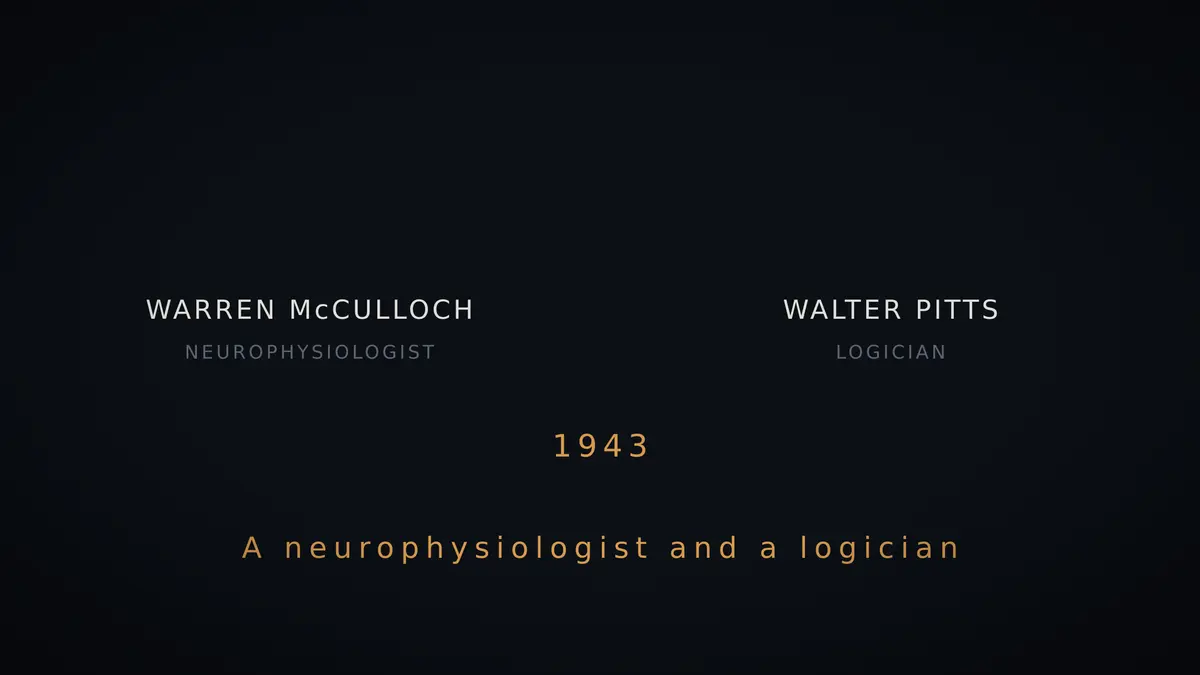 WARREN McCULLOCH
NEUROPHYSIOLOGIST
WALTER PITTS
LOGICIAN
1943
A neurophysiologist and a logician